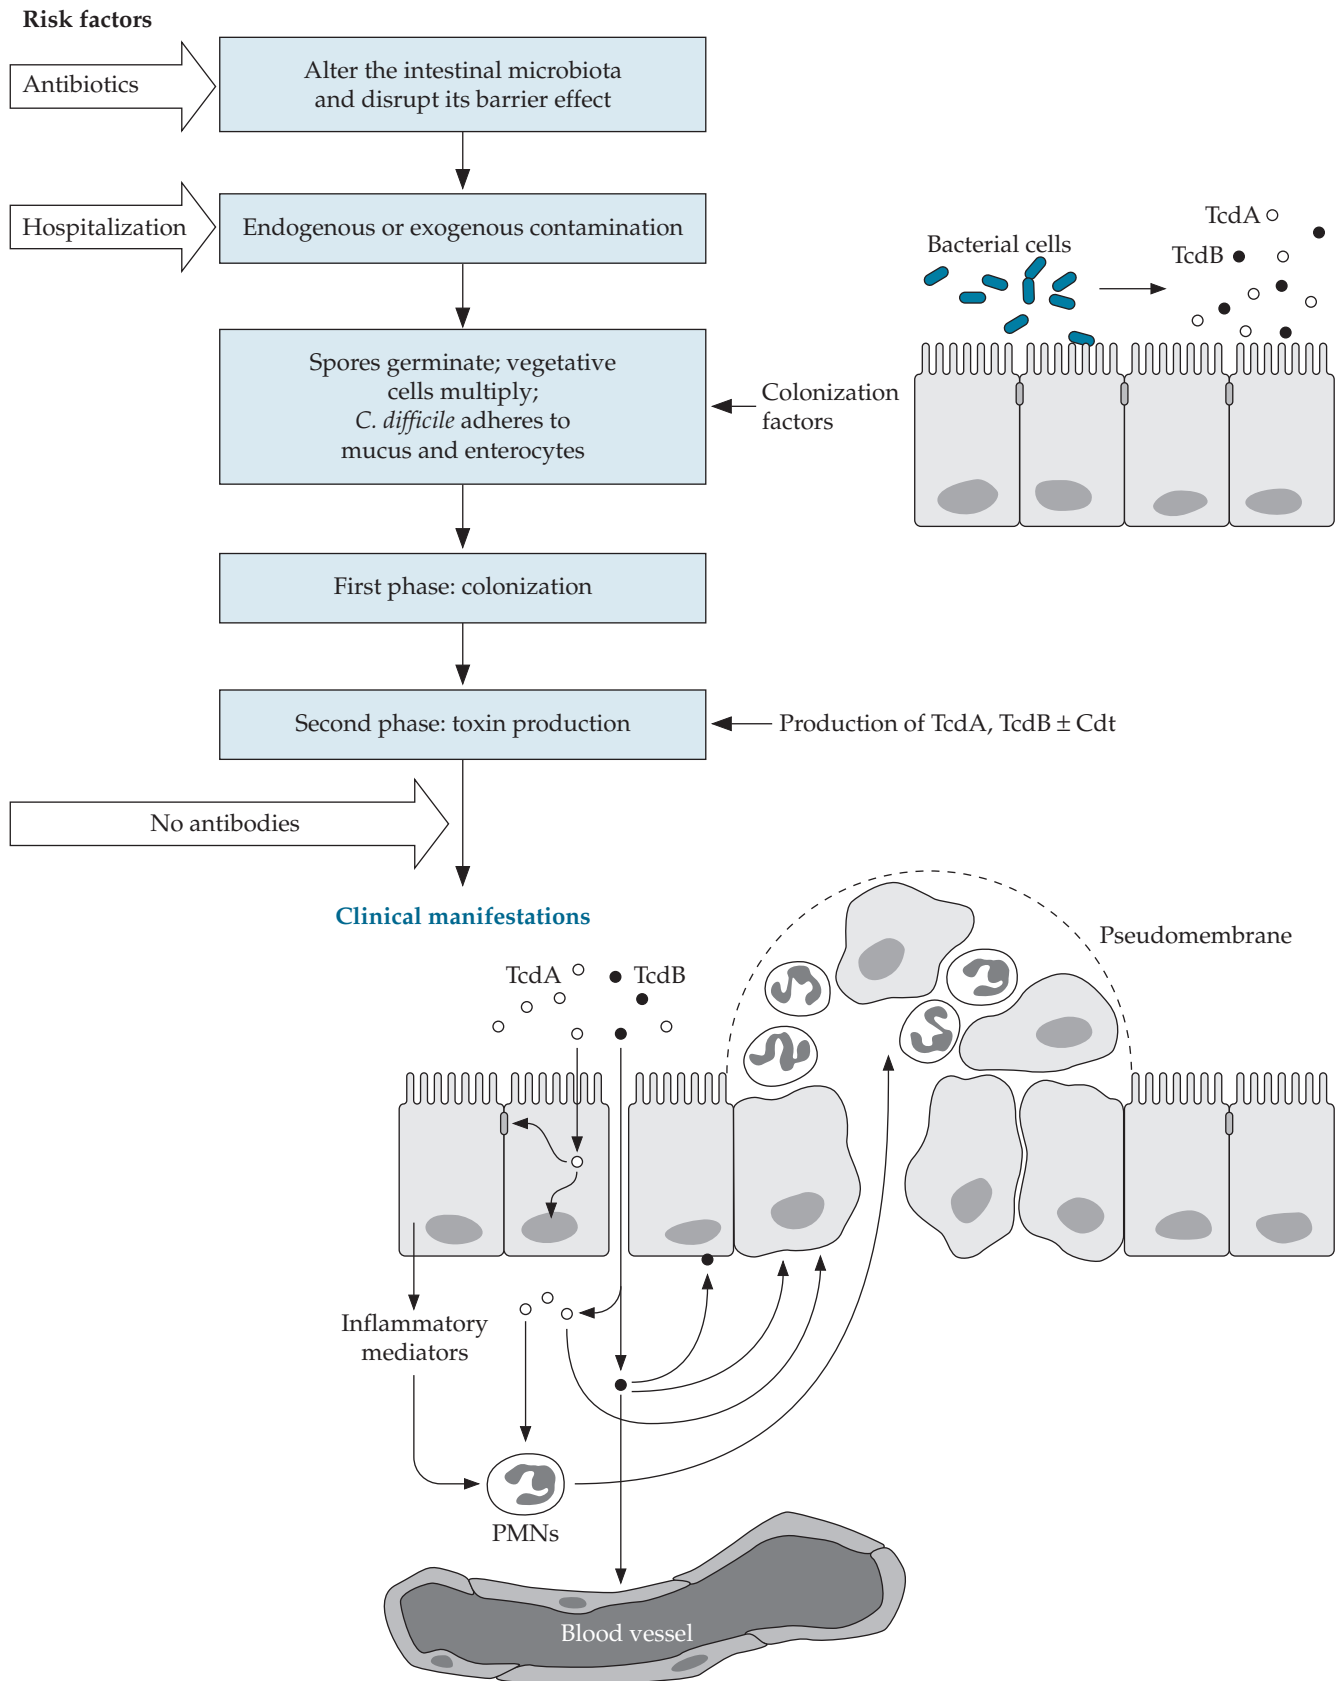 Risk factors
Antibiotics
Alter the intestinal microbiota
and disrupt its barrier effect
Hospitalization
Endogenous or exogenous contamination
TcdA
Bacterial cells
TcdB
Spores germinate; vegetative
cells multiply;
C. difficile adheres to
mucus and enterocytes
Colonization
factors
First phase: colonization
Second phase: toxin production
Production of TcdA, TcdB ± Cdt
No antibodies
Clinical manifestations
Pseudomembrane
TcdA
TcdB
Inflammatory
mediators
PMNs
Blood vessel